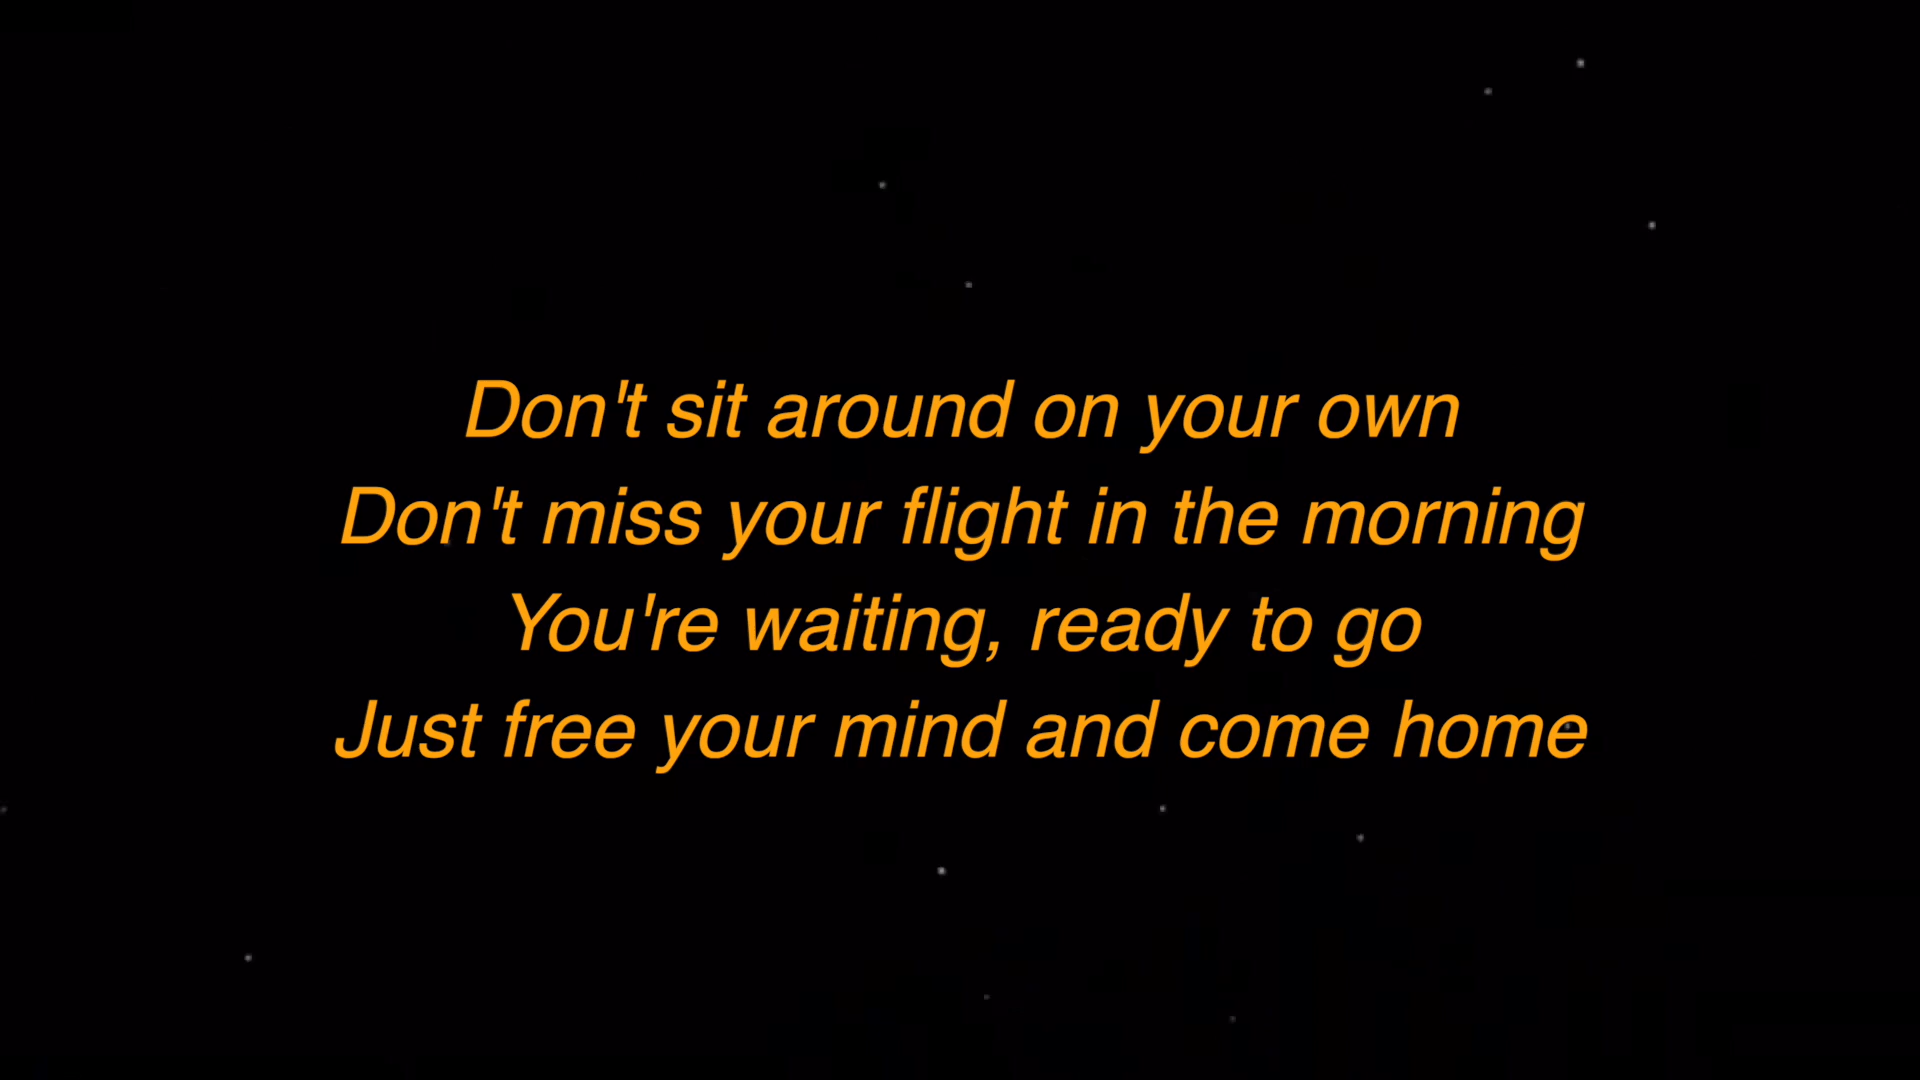 Don't sit around on your own
Don't miss your flight in the morning
You're waiting, ready to go
Just free your mind and come home